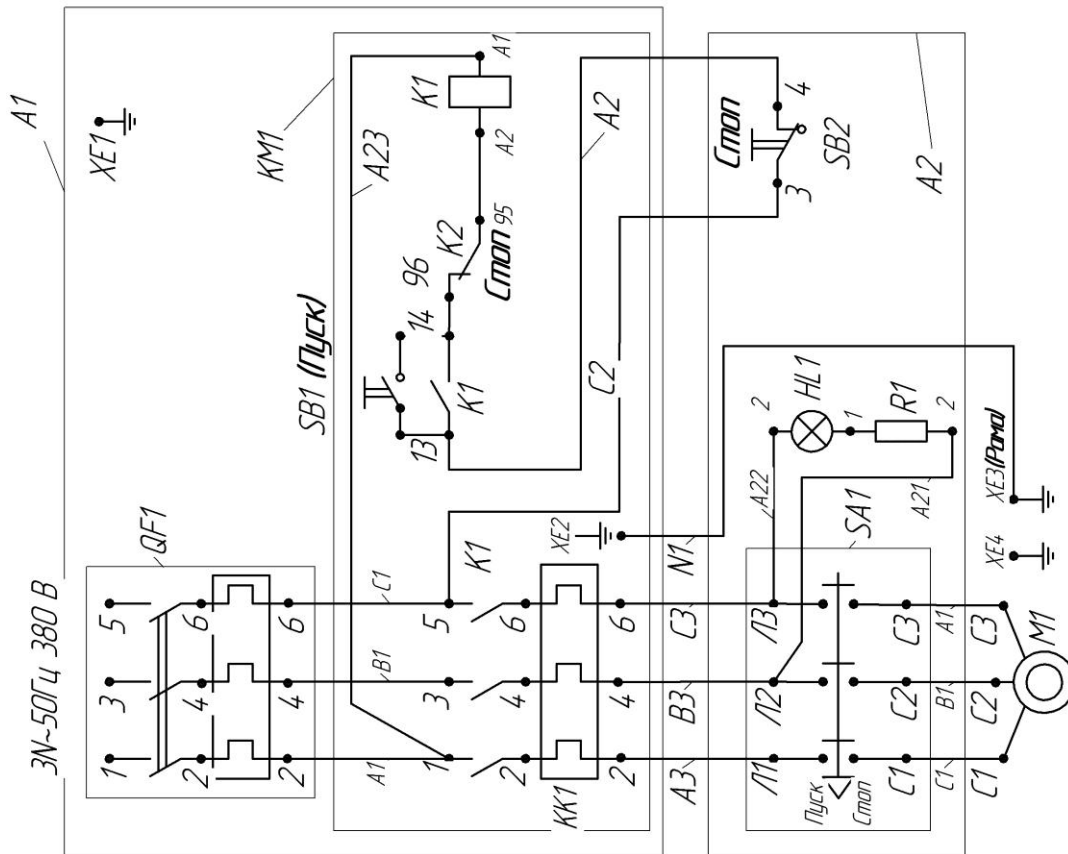 3N~50Гц 380 В
A1
XE1
QF1
5
3
1
6
4
2
6
4
2
C1
B1
A1
KM1
A23
K1
A1
A2
K2
96
Стоп 95
14
SB1 (Пуск)
K1
13
A2
C2
K1
5
3
1
6
4
2
KK1
6
4
2
XE2
N1
C3
B3
A3
Стоп
4
3
SB2
A2
A22
2
HL1
1
R1
2
A21
SA1
Л3
Л2
Л1
Пуск
Стоп
C3
C2
C1
A1
B1
C1
C3
C2
C1
M1
XE3(Рама)
XE4